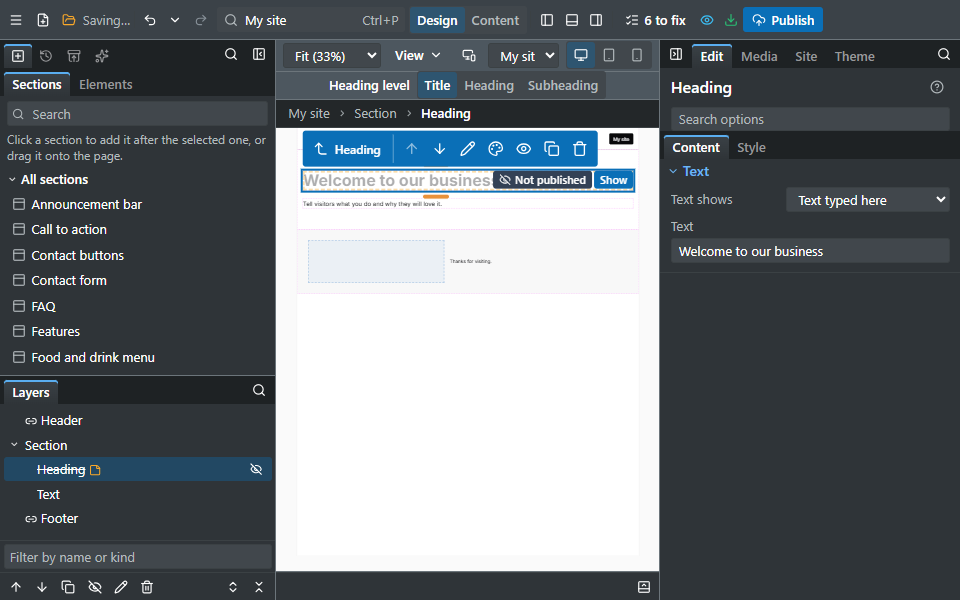 Saving...
My site
Ctrl+P
Design
Content
6 to fix
Publish
Sections
Elements
Search
Click a section to add it after the selected one, or
drag it onto the page.
All sections
Announcement bar
Call to action
Contact buttons
Contact form
FAQ
Features
Food and drink menu
Layers
Header
Section
Heading
Text
Footer
Filter by name or kind
Fit (33%)
View
My sit
Heading level
Title
Heading
Subheading
My site
Section
Heading
Heading
My site
Welcome to our busines
Not published
Show
Tell visitors what you do and why they will love it.
Thanks for visiting.
Edit
Media
Site
Theme
Heading
Search options
Content
Style
Text
Text shows
Text typed here
Text
Welcome to our business